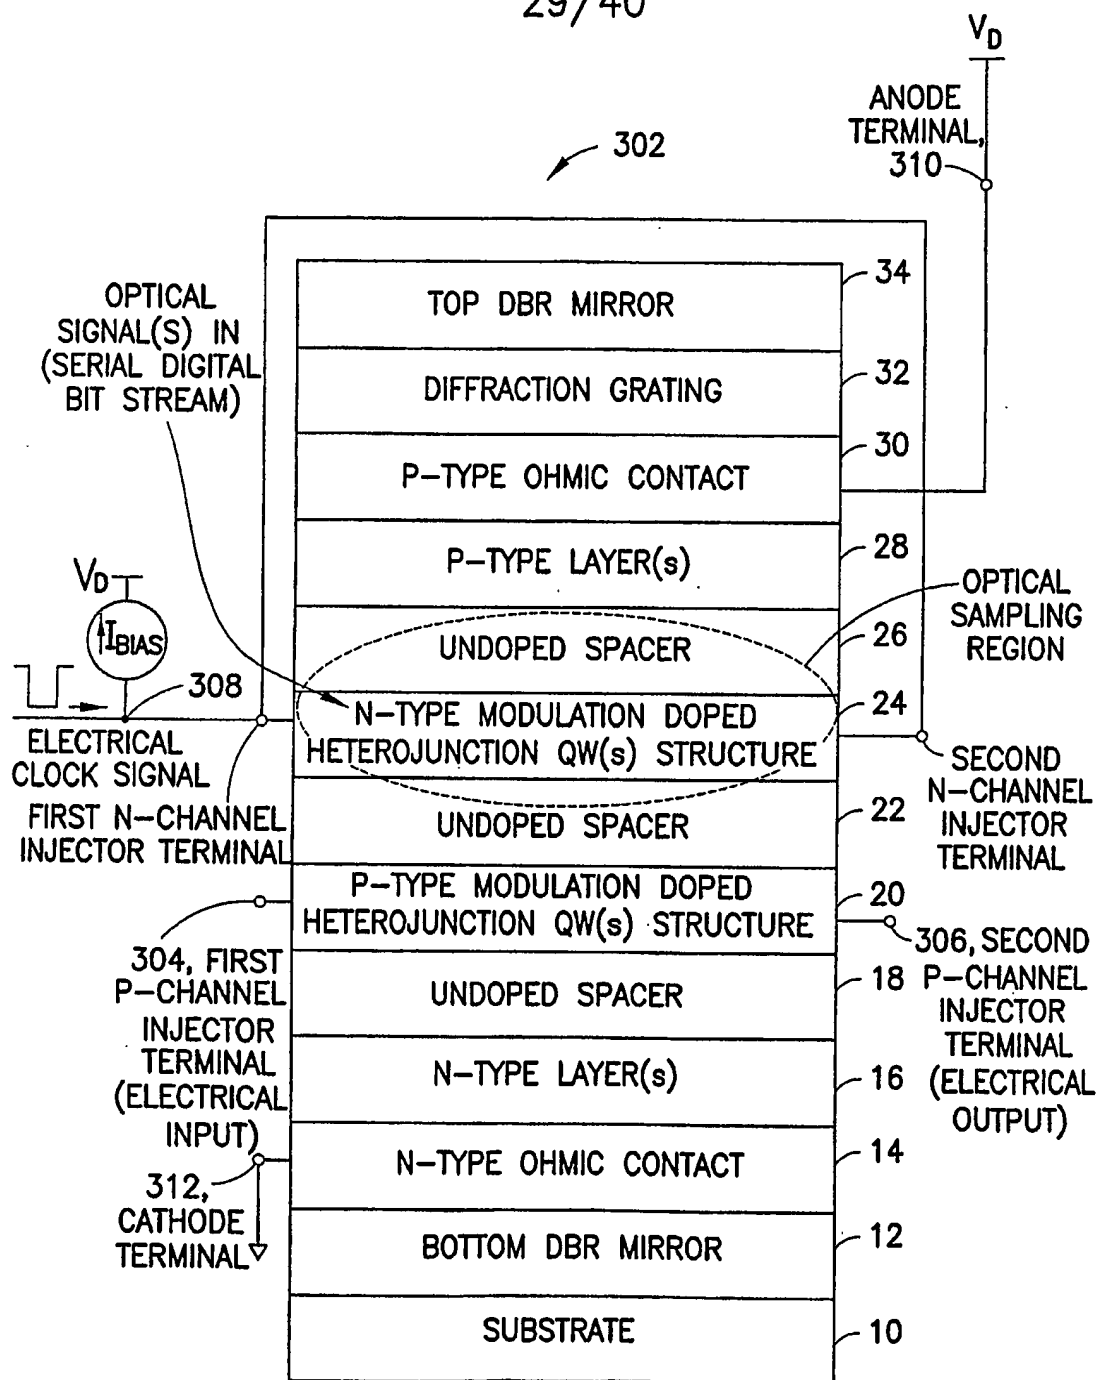 29/40
V_D
ANODE
TERMINAL,
310
302
34
TOP DBR MIRROR
OPTICAL
SIGNAL(S) IN
(SERIAL DIGITAL
BIT STREAM)
32
DIFFRACTION GRATING
30
P-TYPE OHMIC CONTACT
28
P-TYPE LAYER(s)
V_D
I_BIAS
OPTICAL
SAMPLING
REGION
26
UNDOPED SPACER
308
24
N-TYPE MODULATION DOPED
HETEROJUNCTION QW(s) STRUCTURE
ELECTRICAL
CLOCK SIGNAL
FIRST N-CHANNEL
INJECTOR TERMINAL
SECOND
N-CHANNEL
INJECTOR
TERMINAL
22
UNDOPED SPACER
20
P-TYPE MODULATION DOPED
HETEROJUNCTION QW(s) STRUCTURE
304, FIRST
P-CHANNEL
INJECTOR
TERMINAL
(ELECTRICAL
INPUT)
306, SECOND
P-CHANNEL
INJECTOR
TERMINAL
(ELECTRICAL
OUTPUT)
18
UNDOPED SPACER
16
N-TYPE LAYER(s)
14
N-TYPE OHMIC CONTACT
312,
CATHODE
TERMINAL
12
BOTTOM DBR MIRROR
10
SUBSTRATE